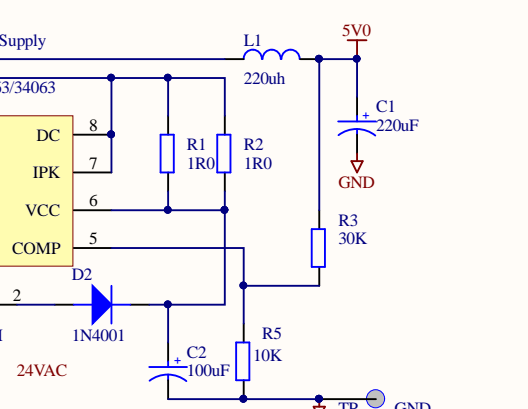 Supply
L1
5V0
220uh
63/34063
C1
+
220uF
DC
8
R1
R2
1R0
1R0
IPK
7
GND
VCC
6
R3
30K
COMP
5
D2
2
1N4001
R5
10K
C2
+
100uF
24VAC
GND